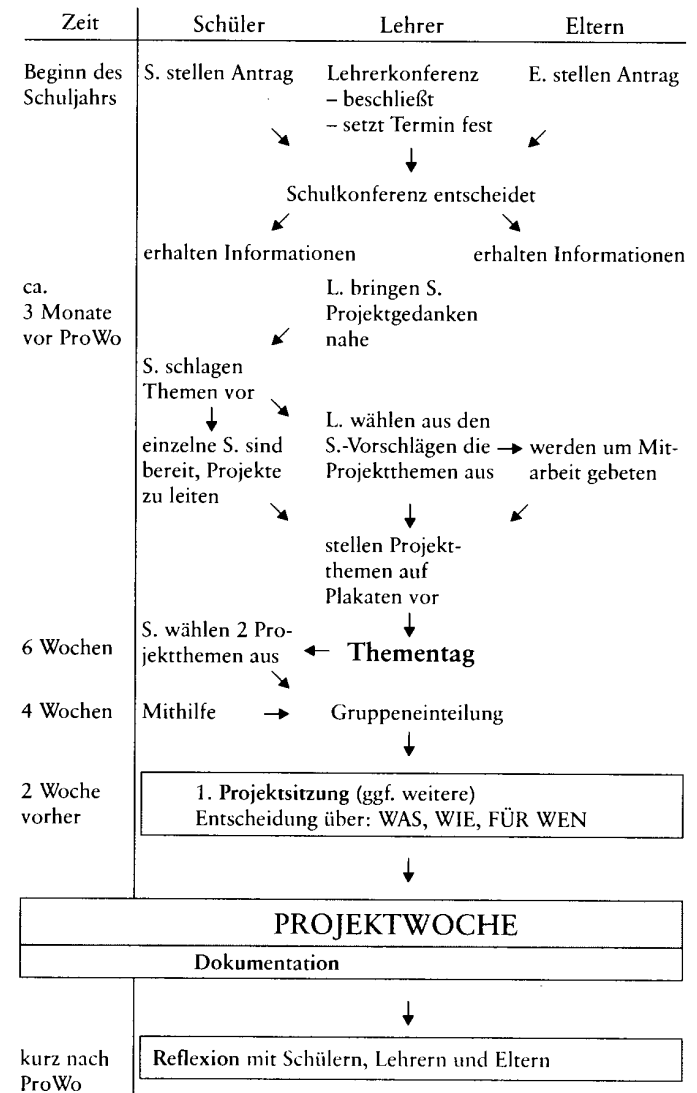 Zeit Schüler Lehrer Eltern
Beginn des Schuljahrs
S. stellen Antrag
Lehrerkonferenz
– beschließt
– setzt Termin fest
E. stellen Antrag
Schulkonferenz entscheidet
erhalten Informationen
erhalten Informationen
ca.
3 Monate
vor ProWo
L. bringen S.
Projektgedanken
nahe
S. schlagen
Themen vor
einzelne S. sind
bereit, Projekte
zu leiten
L. wählen aus den
S.-Vorschlägen die
Projektthemen aus
werden um Mit-
arbeit gebeten
stellen Projekt-
themen auf
Plakaten vor
6 Wochen
S. wählen 2 Pro-
jektthemen aus
Thementag
4 Wochen
Mithilfe
Gruppeneinteilung
2 Woche
vorher
1. Projektsitzung (ggf. weitere)
Entscheidung über: WAS, WIE, FÜR WEN
PROJEKTWOCHE
Dokumentation
kurz nach
ProWo
Reflexion mit Schülern, Lehrern und Eltern